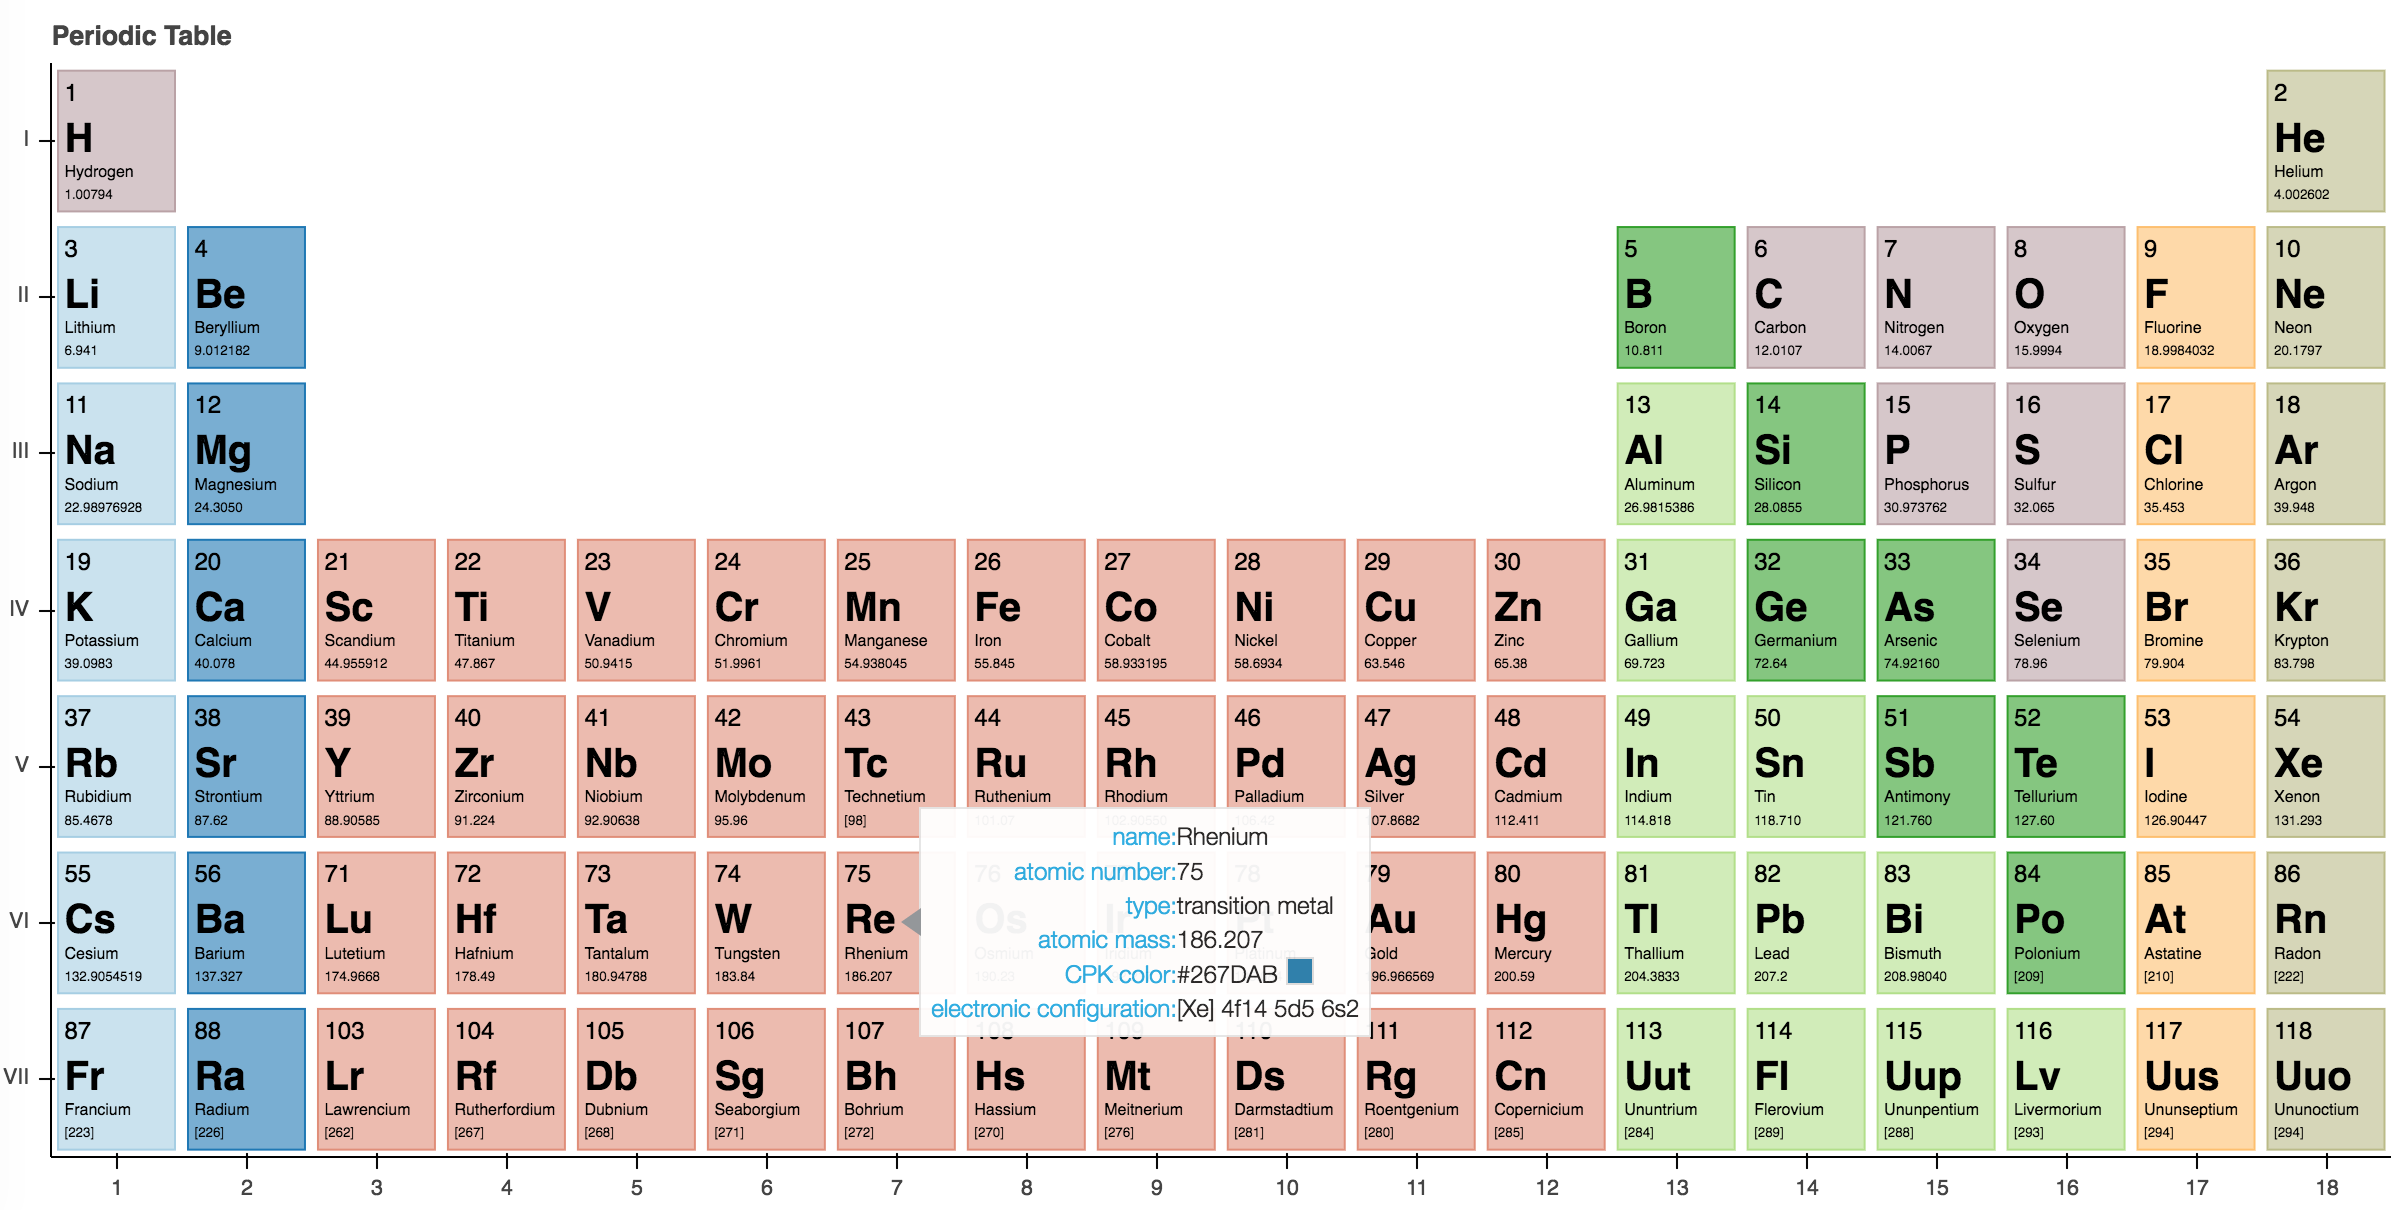 Periodic Table
I
1
H
Hydrogen
1.00794
2
He
Helium
4.002602
II
3
Li
Lithium
6.941
4
Be
Beryllium
9.012182
5
B
Boron
10.811
6
C
Carbon
12.0107
7
N
Nitrogen
14.0067
8
O
Oxygen
15.9994
9
F
Fluorine
18.9984032
10
Ne
Neon
20.1797
III
11
Na
Sodium
22.98976928
12
Mg
Magnesium
24.3050
13
Al
Aluminum
26.9815386
14
Si
Silicon
28.0855
15
P
Phosphorus
30.973762
16
S
Sulfur
32.065
17
Cl
Chlorine
35.453
18
Ar
Argon
39.948
IV
19
K
Potassium
39.0983
20
Ca
Calcium
40.078
21
Sc
Scandium
44.955912
22
Ti
Titanium
47.867
23
V
Vanadium
50.9415
24
Cr
Chromium
51.9961
25
Mn
Manganese
54.938045
26
Fe
Iron
55.845
27
Co
Cobalt
58.933195
28
Ni
Nickel
58.6934
29
Cu
Copper
63.546
30
Zn
Zinc
65.38
31
Ga
Gallium
69.723
32
Ge
Germanium
72.64
33
As
Arsenic
74.92160
34
Se
Selenium
78.96
35
Br
Bromine
79.904
36
Kr
Krypton
83.798
V
37
Rb
Rubidium
85.4678
38
Sr
Strontium
87.62
39
Y
Yttrium
88.90585
40
Zr
Zirconium
91.224
41
Nb
Niobium
92.90638
42
Mo
Molybdenum
95.96
43
Tc
Technetium
[98]
44
Ru
Ruthenium
101.07
45
Rh
Rhodium
102.90550
46
Pd
Palladium
106.42
47
Ag
Silver
07.8682
48
Cd
Cadmium
112.411
49
In
Indium
114.818
50
Sn
Tin
118.710
51
Sb
Antimony
121.760
52
Te
Tellurium
127.60
53
I
Iodine
126.90447
54
Xe
Xenon
131.293
VI
55
Cs
Cesium
132.9054519
56
Ba
Barium
137.327
71
Lu
Lutetium
174.9668
72
Hf
Hafnium
178.49
73
Ta
Tantalum
180.94788
74
W
Tungsten
183.84
75
Re
Rhenium
186.207
76
Os
Osmium
190.23
78
Pt
Platinum
name:Rhenium
atomic number:75
type:transition metal
atomic mass:186.207
CPK color:#267DAB
electronic configuration:[Xe] 4f14 5d5 6s2
79
Au
Gold
96.966569
80
Hg
Mercury
200.59
81
Tl
Thallium
204.3833
82
Pb
Lead
207.2
83
Bi
Bismuth
208.98040
84
Po
Polonium
[209]
85
At
Astatine
[210]
86
Rn
Radon
[222]
VII
87
Fr
Francium
[223]
88
Ra
Radium
[226]
103
Lr
Lawrencium
[262]
104
Rf
Rutherfordium
[267]
105
Db
Dubnium
[268]
106
Sg
Seaborgium
[271]
107
Bh
Bohrium
[272]
108
Hs
Hassium
[270]
109
Mt
Meitnerium
[276]
110
Ds
Darmstadtium
[281]
111
Rg
Roentgenium
[280]
112
Cn
Copernicium
[285]
113
Uut
Ununtrium
[284]
114
Fl
Flerovium
[289]
115
Uup
Ununpentium
[288]
116
Lv
Livermorium
[293]
117
Uus
Ununseptium
[294]
118
Uuo
Ununoctium
[294]
1 2 3 4 5 6 7 8 9 10 11 12 13 14 15 16 17 18